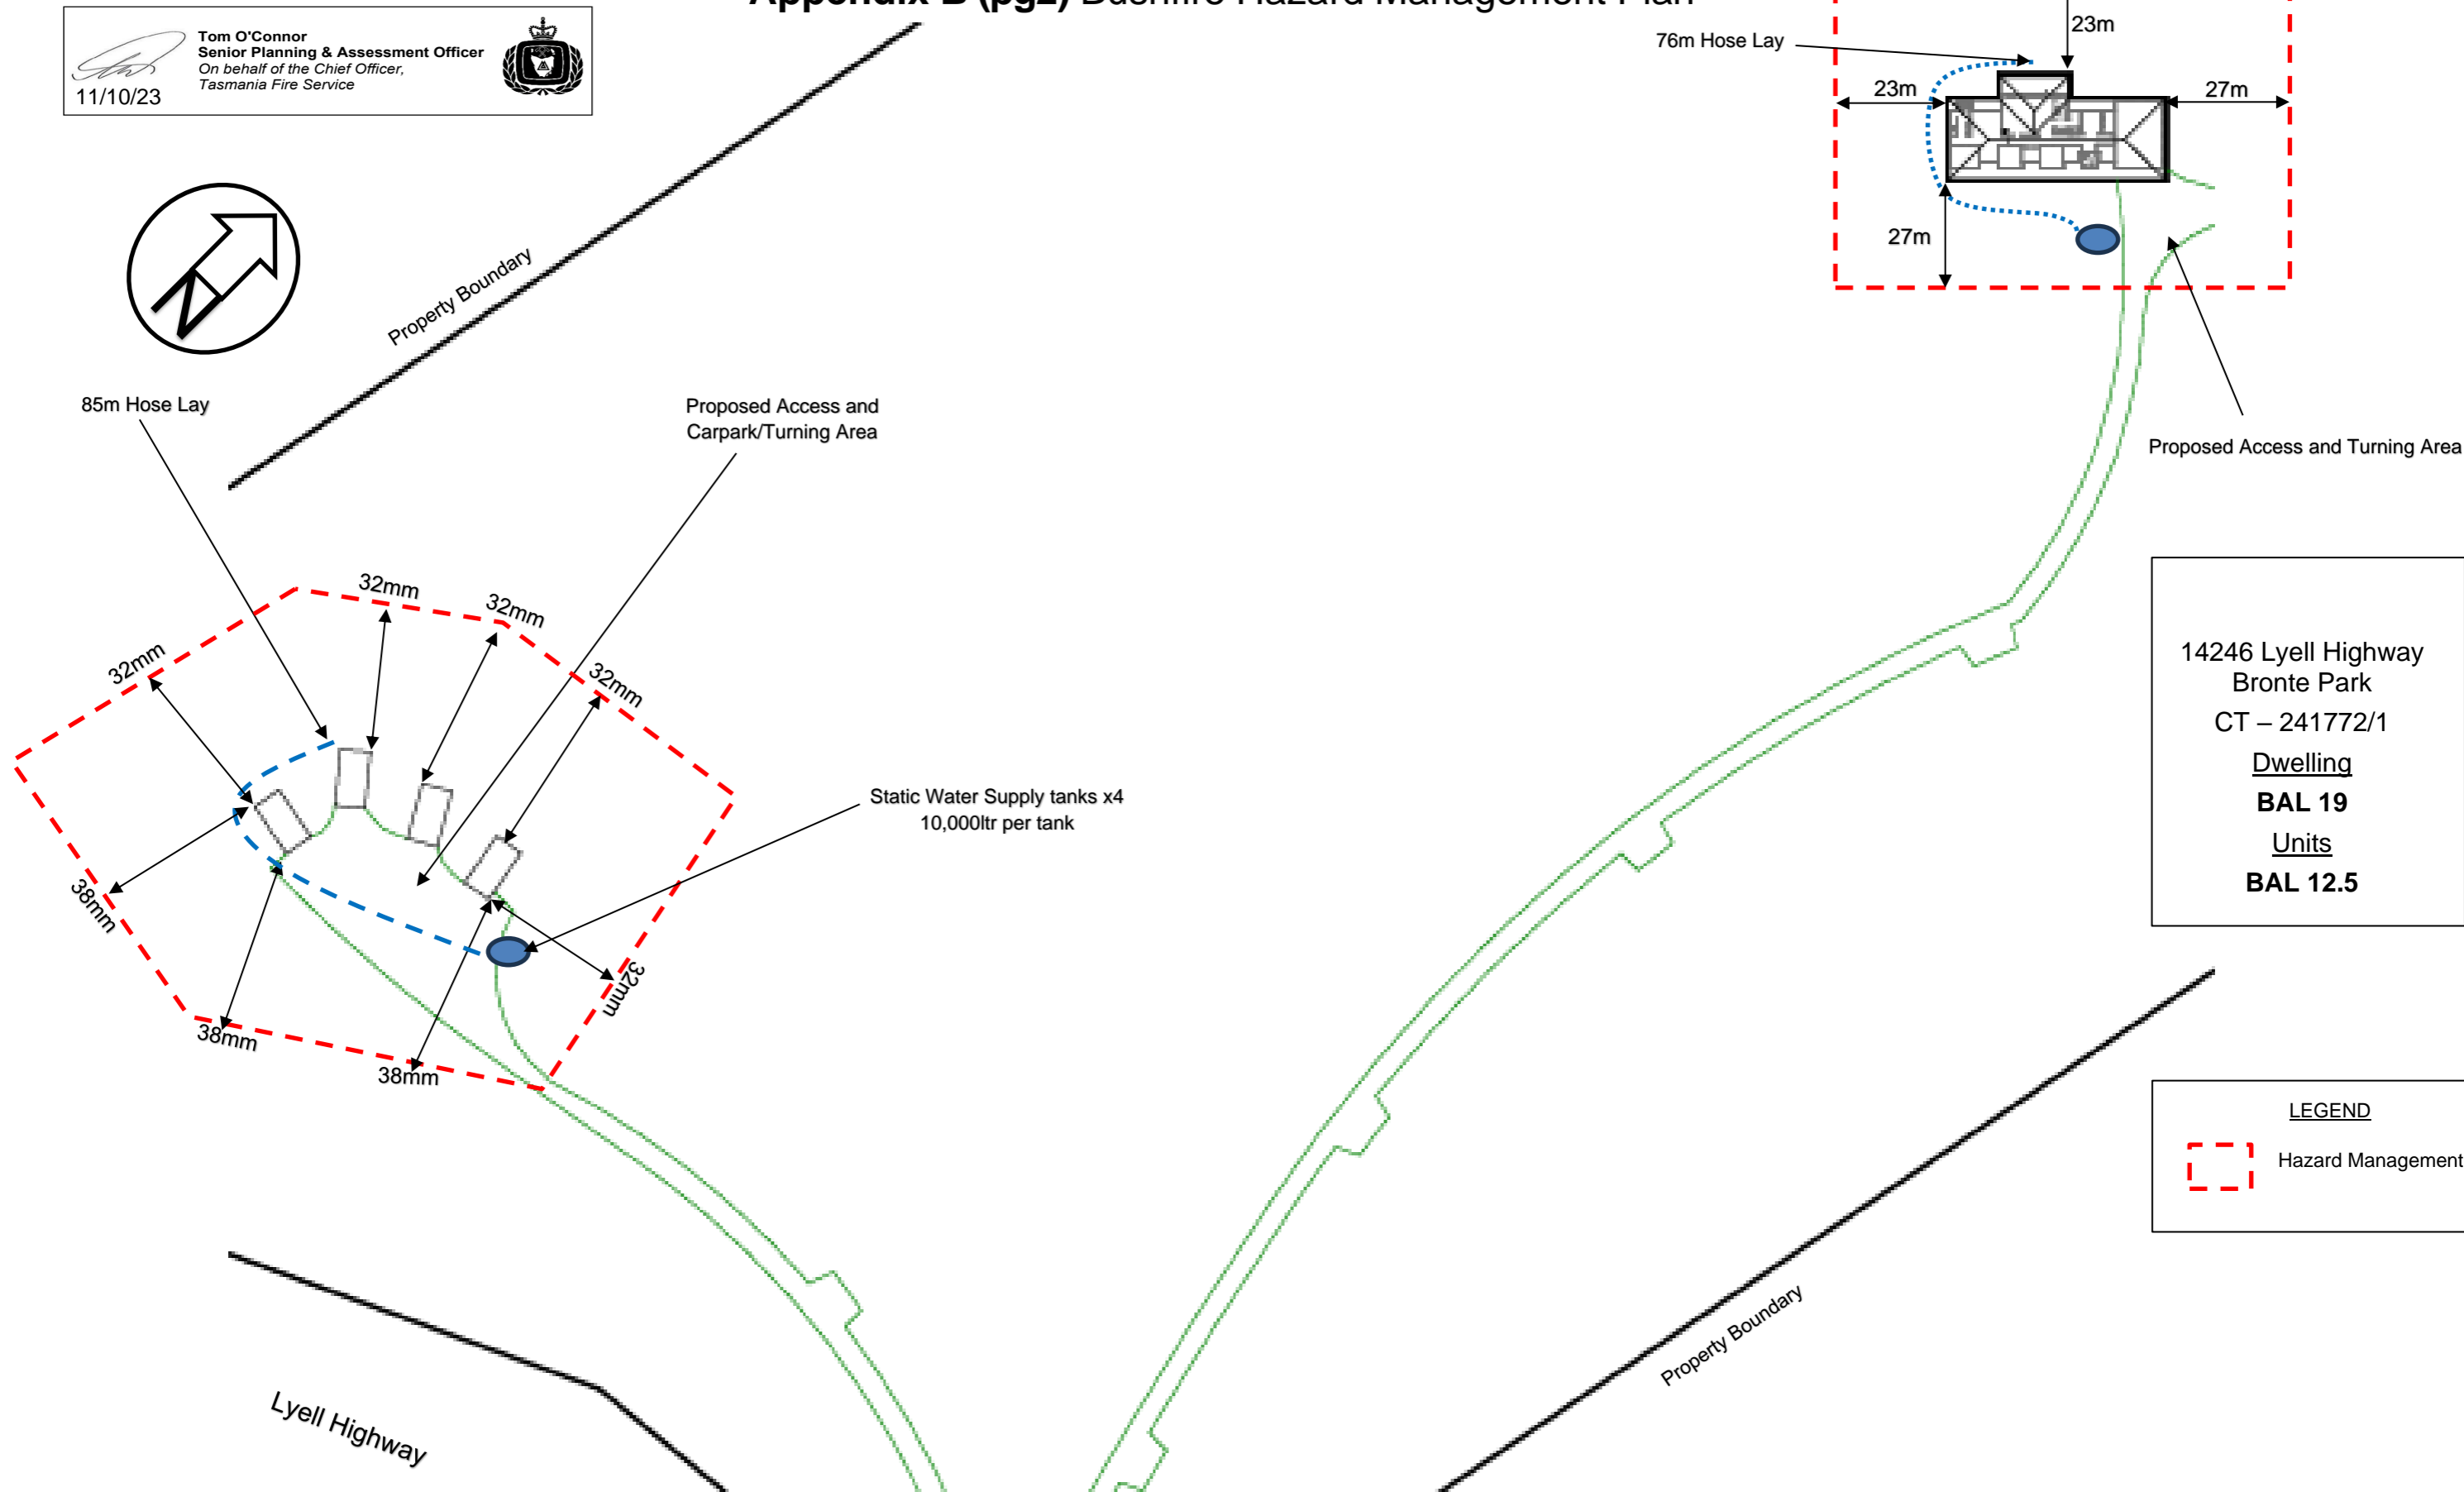 Appendix B (pg2) Bushfire Hazard Management Plan
Tom O'Connor
Senior Planning & Assessment Officer
On behalf of the Chief Officer,
Tasmania Fire Service
11/10/23
N
76m Hose Lay
23m
23m
27m
27m
Property Boundary
85m Hose Lay
Proposed Access and
Carpark/Turning Area
Proposed Access and Turning Area
32mm
32mm
32mm
32mm
Static Water Supply tanks x4
10,000ltr per tank
38mm
32mm
38mm
38mm
14246 Lyell Highway
Bronte Park
CT – 241772/1
Dwelling
BAL 19
Units
BAL 12.5
LEGEND
Hazard Management
Property Boundary
Lyell Highway